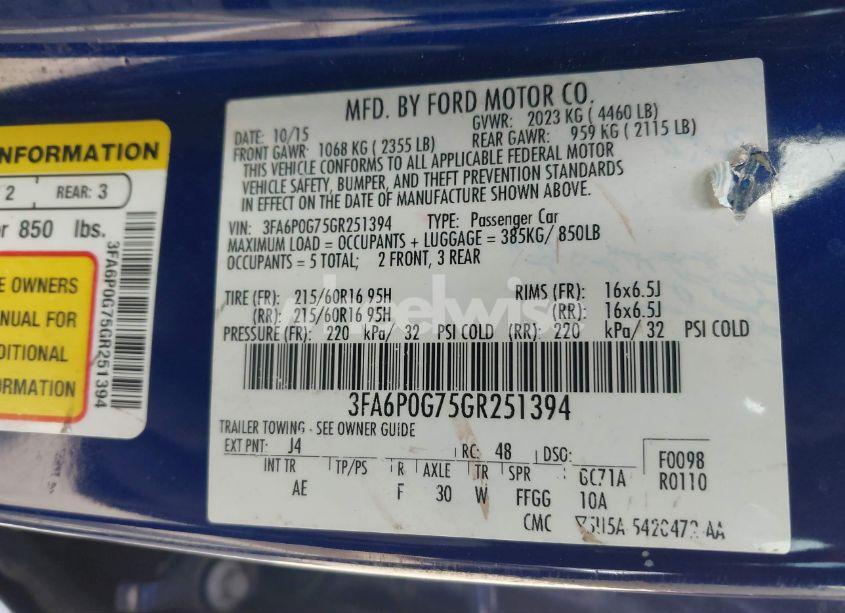 NFORMATION
2 REAR: 3
or 850 lbs.
E OWNERS
NUAL FOR
DITIONAL
ORMATION
3FA6P0G75GR251394
MFD. BY FORD MOTOR CO.
DATE: 10/15 GVWR: 2023 KG ( 4460 LB)
FRONT GAWR: 1068 KG ( 2355 LB) REAR GAWR: 959 KG ( 2115 LB)
THIS VEHICLE CONFORMS TO ALL APPLICABLE FEDERAL MOTOR
VEHICLE SAFETY, BUMPER, AND THEFT PREVENTION STANDARDS
IN EFFECT ON THE DATE OF MANUFACTURE SHOWN ABOVE.
VIN: 3FA6P0G75GR251394 TYPE: Passenger Car
MAXIMUM LOAD = OCCUPANTS + LUGGAGE = 385KG/ 850LB
OCCUPANTS = 5 TOTAL; 2 FRONT, 3 REAR
TIRE (FR): 215/60R16 95H RIMS (FR): 16x6.5J
(RR): 215/60R16 95H (RR): 16x6.5J
PRESSURE (FR): 220 kPa/ 32 PSI COLD (RR): 220 kPa/ 32 PSI COLD
wheelwise
3FA6P0G75GR251394
TRAILER TOWING - SEE OWNER GUIDE
EXT PNT: J4 RC: 48 DSO: F0098
INT TR TP/PS R AXLE TR SPR GC71A R0110
AE F 30 W FFGG 10A
CMC